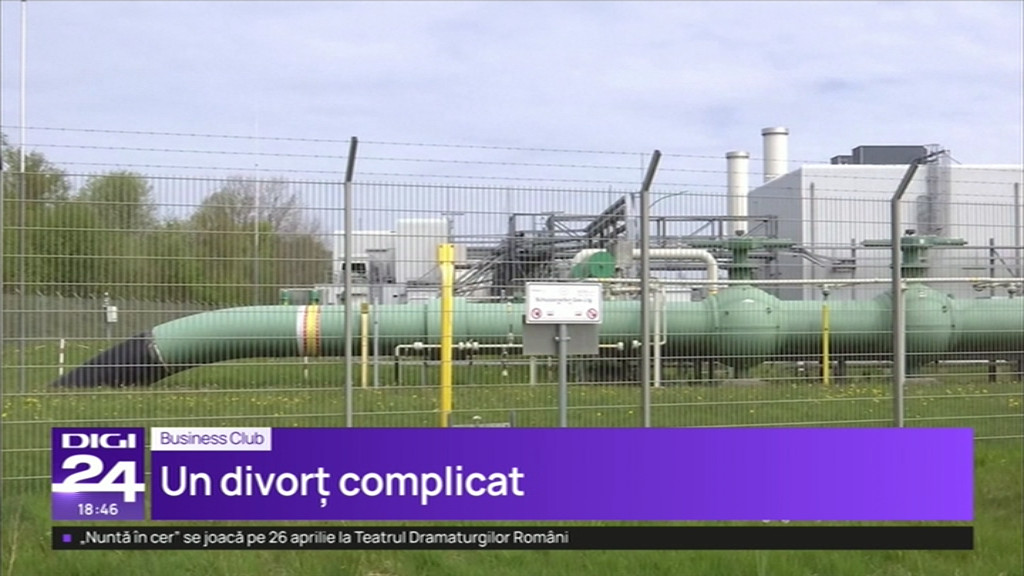 DIGI
24
18:46
Business Club
Un divorț complicat
„Nuntă în cer” se joacă pe 26 aprilie la Teatrul Dramaturgilor Români